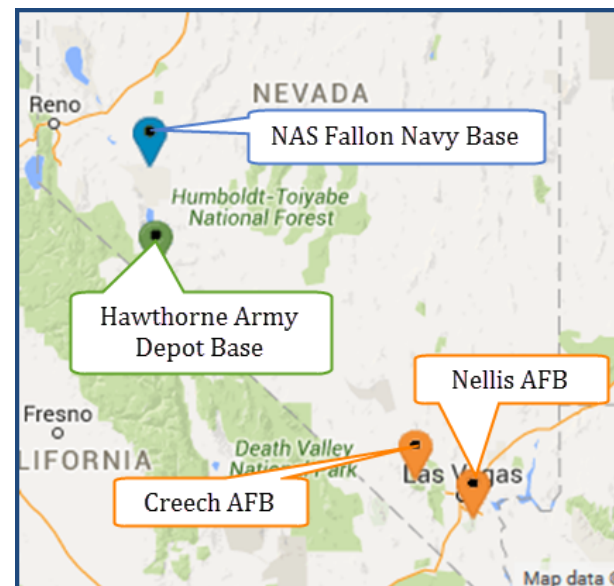 NEVADA
Reno
NAS Fallon Navy Base
Humboldt-Toiyabe
National Forest
Hawthorne Army
Depot Base
Nellis AFB
Fresno
LIFORNIA
Death Valley
National Park
Las Vegas
Creech AFB
Map data